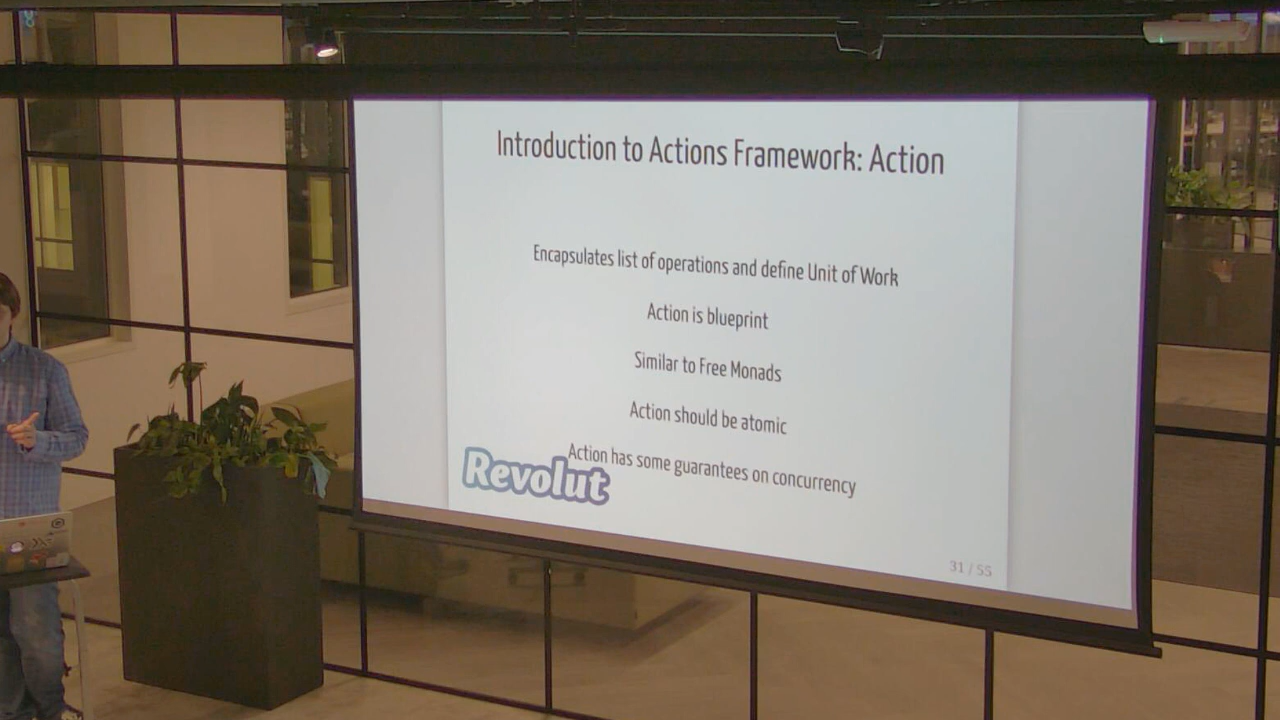 Introduction to Actions Framework: Action
Encapsulates list of operations and define Unit of Work
Action is blueprint
Similar to Free Monads
Action should be atomic
Action has some guarantees on concurrency
Revolut
31 / 55